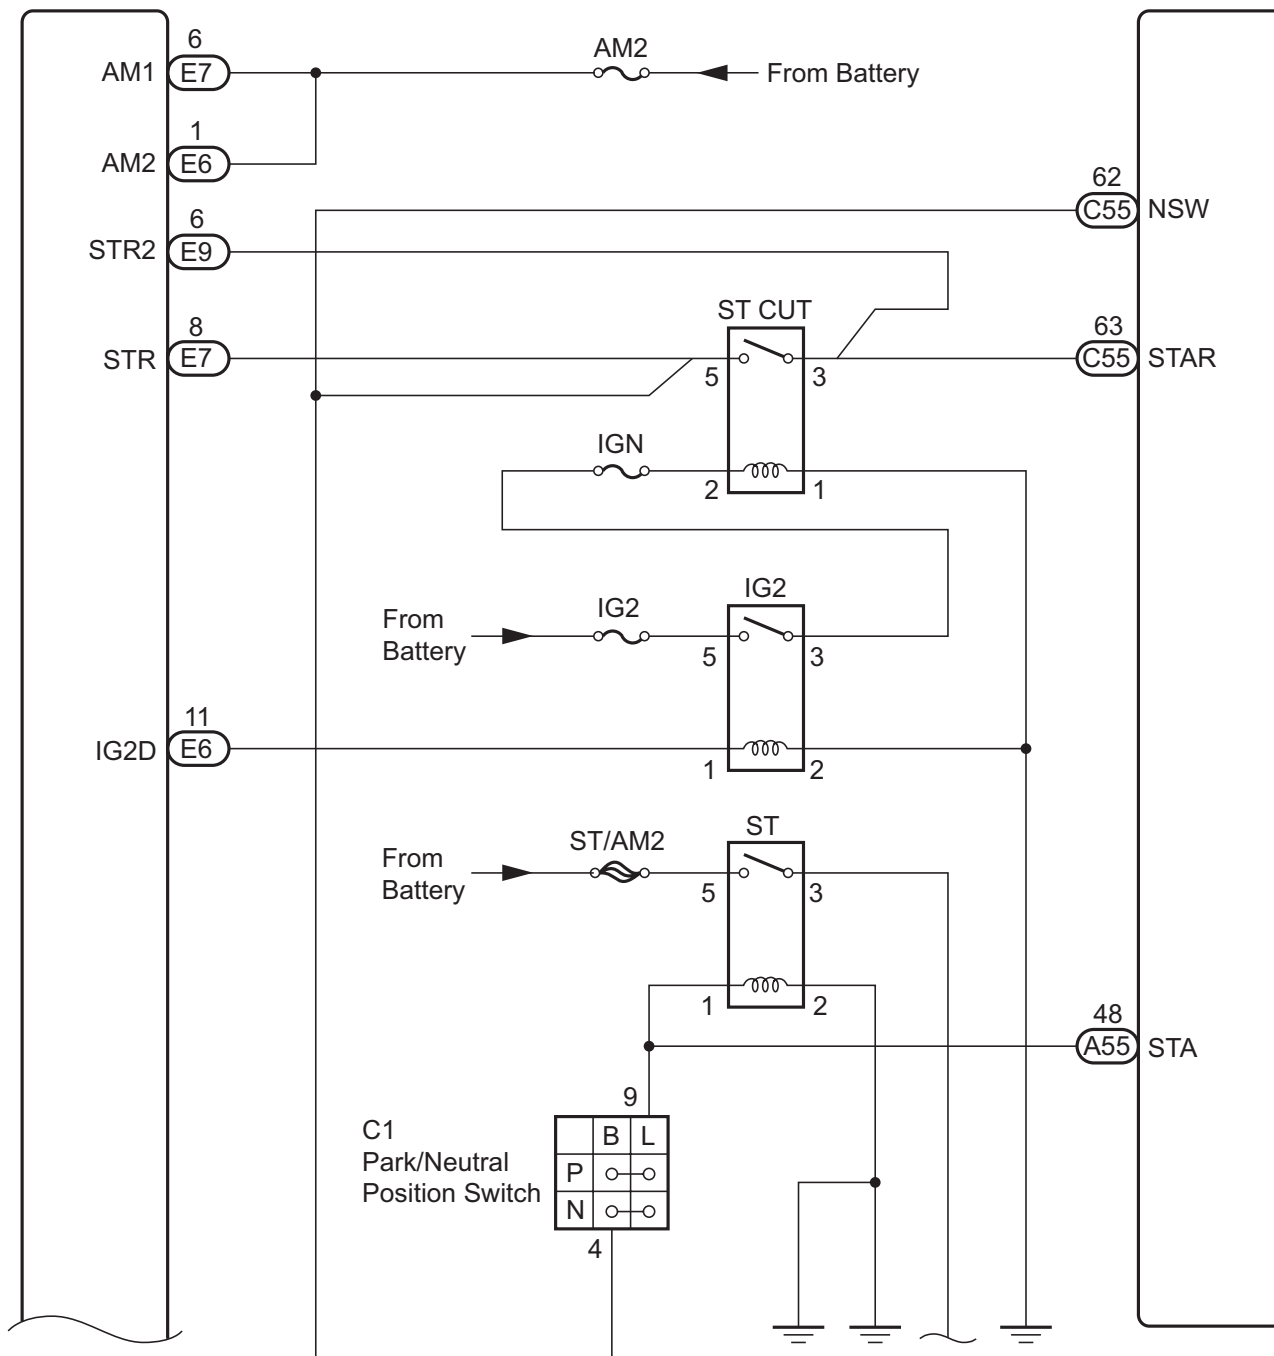 6
AM1 E7
AM2
From Battery
1
AM2 E6
62
C55 NSW
6
STR2 E9
ST CUT
8
STR E7
63
C55 STAR
5 3
IGN
2 1
IG2
From
Battery
IG2
5 3
11
IG2D E6
1 2
ST
ST/AM2
From
Battery
5 3
1 2
48
A55 STA
9
C1
Park/Neutral
Position Switch
B L
P
N
4